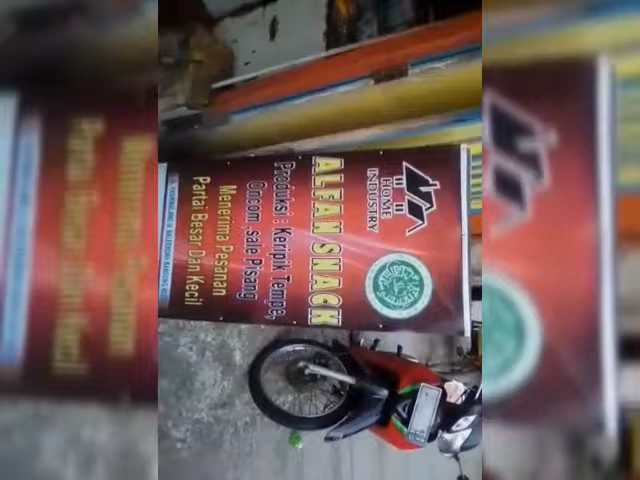 HOME
INDUSTRY
ALFAN SNACK
Produksi : Keripik Tempe,
Oncom, sale Pisang
Menerima Pesanan
Partai Besar Dan Kecil